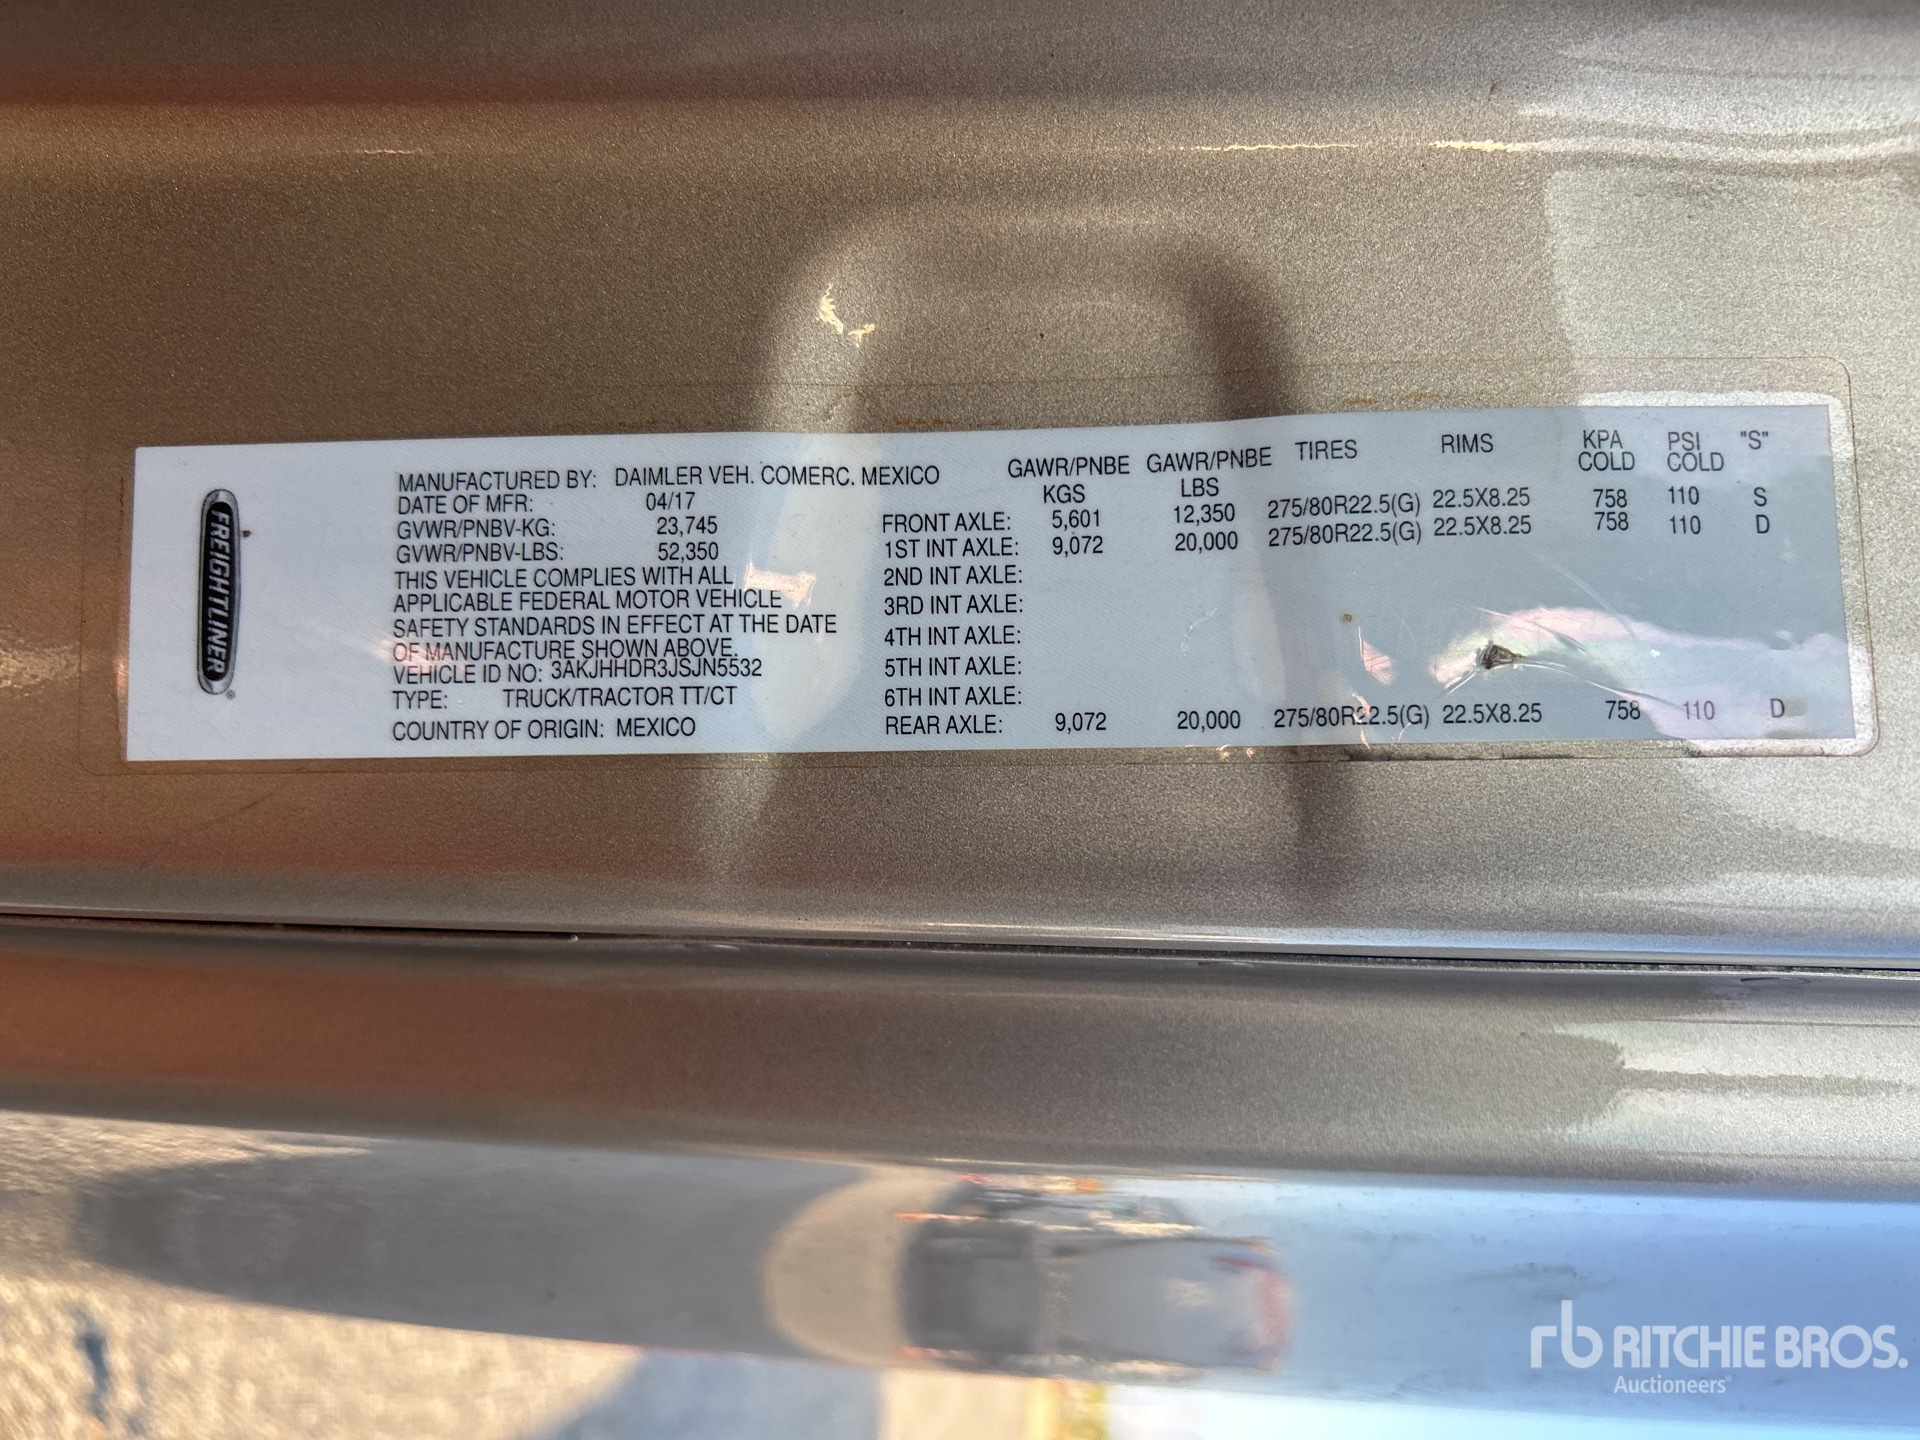 FREIGHTLINER
MANUFACTURED BY: DAIMLER VEH. COMERC. MEXICO
DATE OF MFR: 04/17
GVWR/PNBV-KG: 23,745
GVWR/PNBV-LBS: 52,350
THIS VEHICLE COMPLIES WITH ALL
APPLICABLE FEDERAL MOTOR VEHICLE
SAFETY STANDARDS IN EFFECT AT THE DATE
OF MANUFACTURE SHOWN ABOVE.
VEHICLE ID NO: 3AKJHHDR3JSJN5532
TYPE: TRUCK/TRACTOR TT/CT
COUNTRY OF ORIGIN: MEXICO
GAWR/PNBE GAWR/PNBE TIRES RIMS KPA PSI "S"
KGS LBS COLD COLD
FRONT AXLE: 5,601 12,350 275/80R22.5(G) 22.5X8.25 758 110 S
1ST INT AXLE: 9,072 20,000 275/80R22.5(G) 22.5X8.25 758 110 D
2ND INT AXLE:
3RD INT AXLE:
4TH INT AXLE:
5TH INT AXLE:
6TH INT AXLE:
REAR AXLE: 9,072 20,000 275/80R22.5(G) 22.5X8.25 758 110 D
rb RITCHIE BROS.
Auctioneers